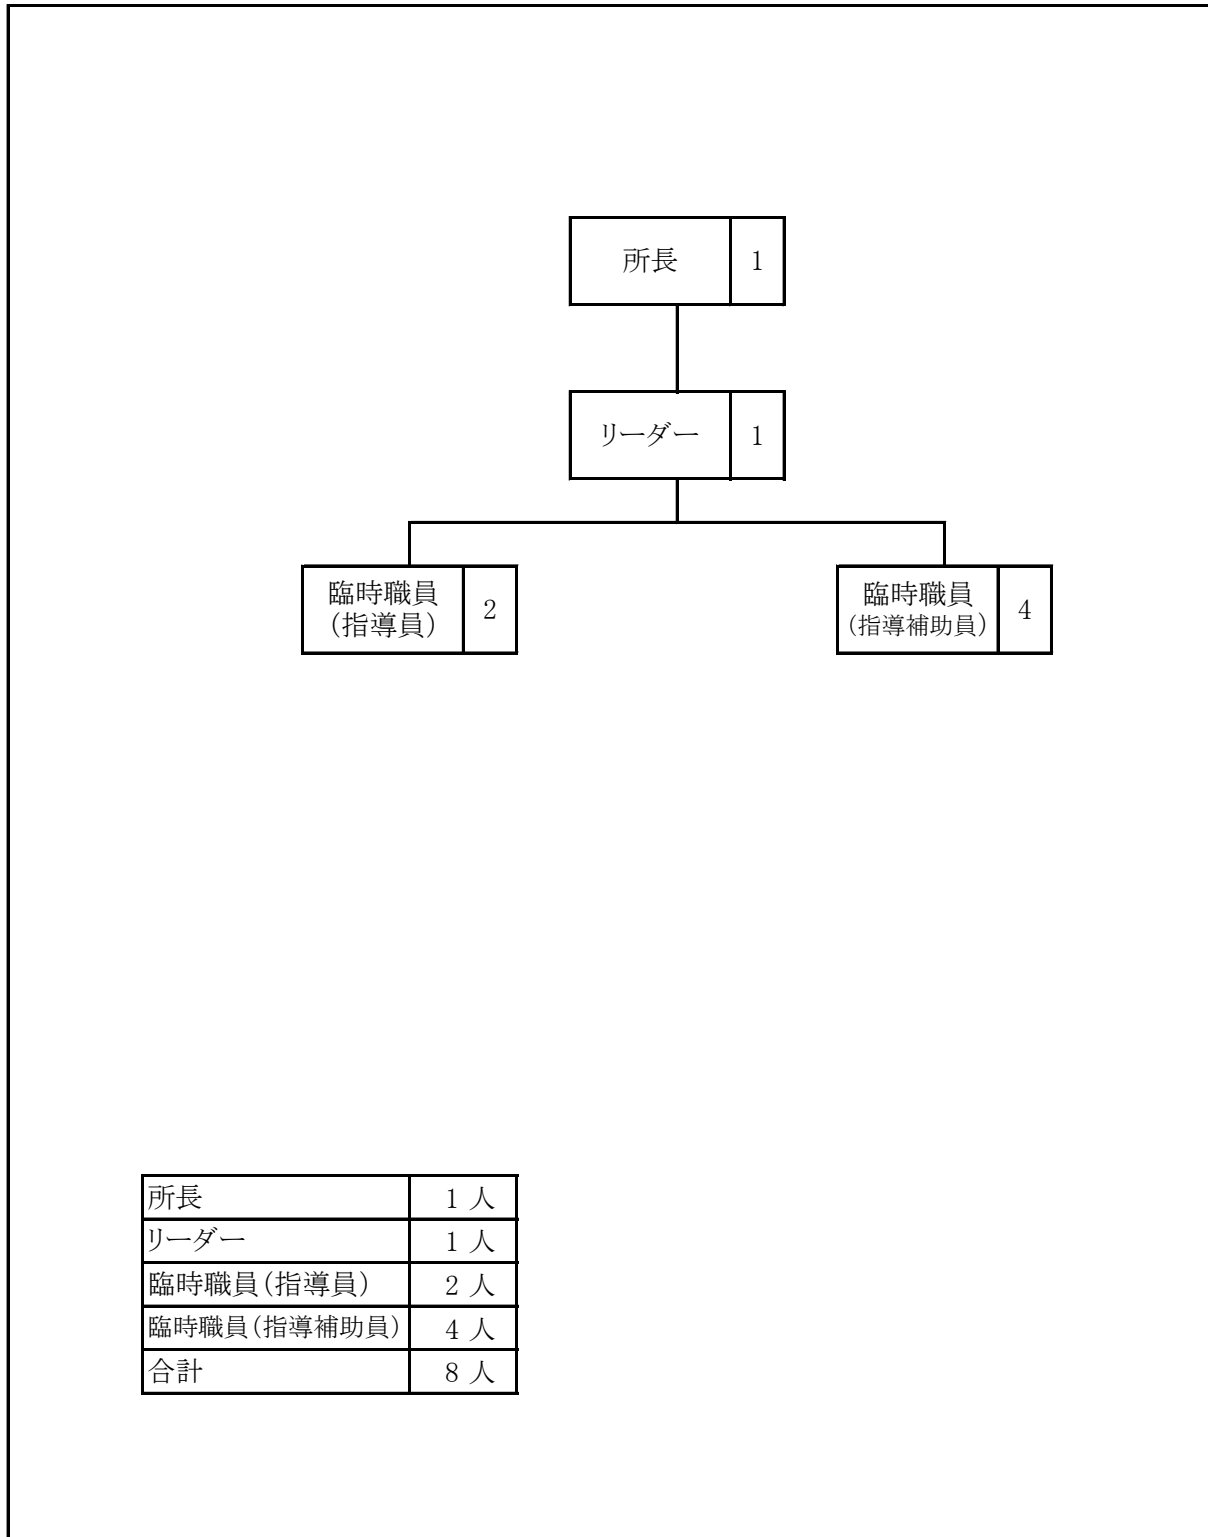 所長 1
リーダー 1
臨時職員
(指導員) 2
臨時職員
(指導補助員) 4
所長 1 人
リーダー 1 人
臨時職員(指導員) 2 人
臨時職員(指導補助員) 4 人
合計 8 人